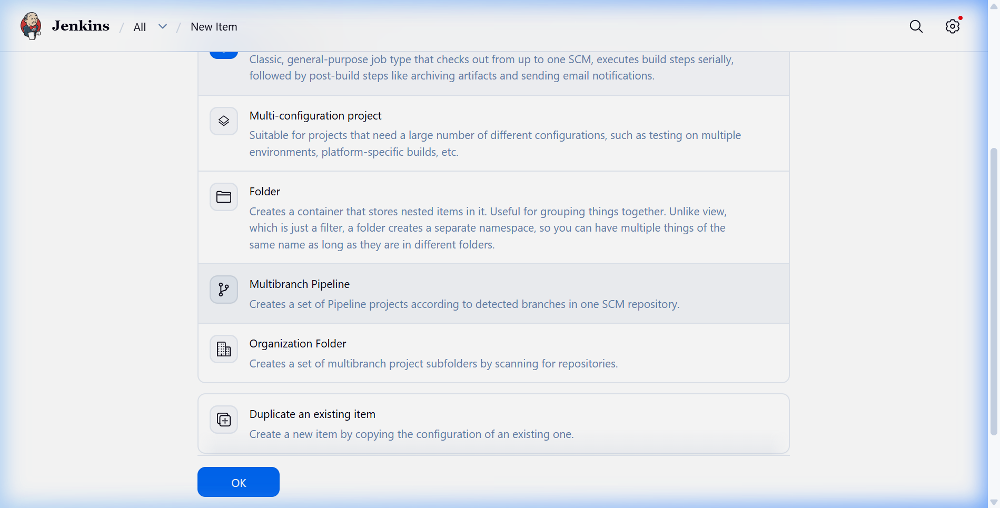 Jenkins / All / New Item
Classic, general-purpose job type that checks out from up to one SCM, executes build steps serially,
followed by post-build steps like archiving artifacts and sending email notifications.
Multi-configuration project
Suitable for projects that need a large number of different configurations, such as testing on multiple
environments, platform-specific builds, etc.
Folder
Creates a container that stores nested items in it. Useful for grouping things together. Unlike view,
which is just a filter, a folder creates a separate namespace, so you can have multiple things of the
same name as long as they are in different folders.
Multibranch Pipeline
Creates a set of Pipeline projects according to detected branches in one SCM repository.
Organization Folder
Creates a set of multibranch project subfolders by scanning for repositories.
Duplicate an existing item
Create a new item by copying the configuration of an existing one.
OK